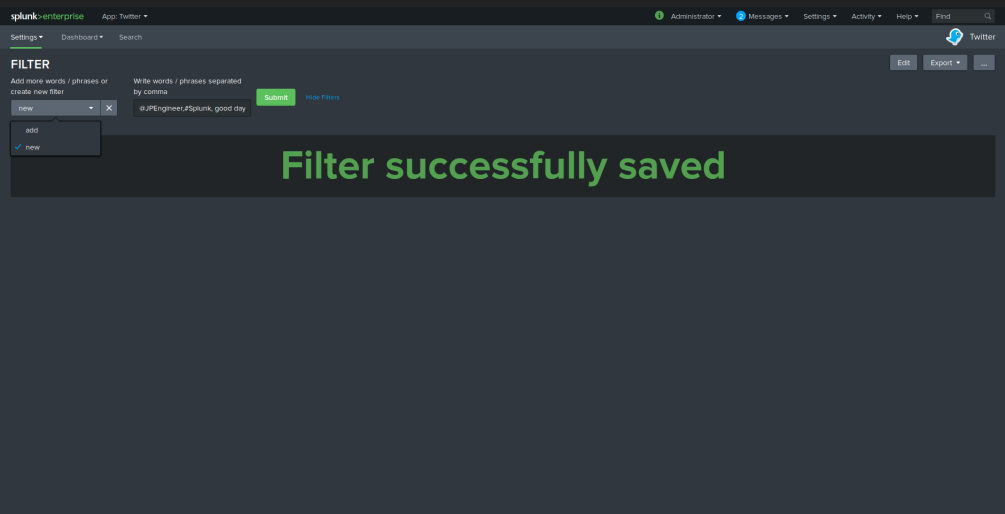 splunk>enterprise App: Twitter i Administrator 2 Messages Settings Activity Help Find
Settings Dashboard Search Twitter
FILTER Edit Export ...
Add more words / phrases or
create new filter
new
add
new
Write words / phrases separated
by comma
@JPEngineer,#Splunk, good day
Submit Hide Filters
Filter successfully saved